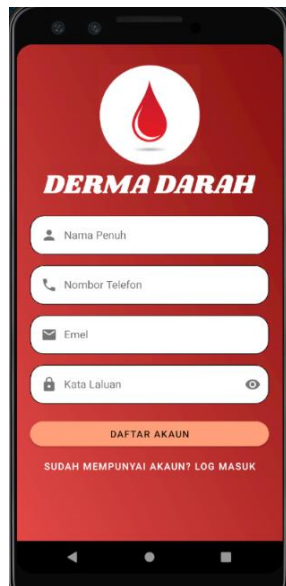 DERMA DARAH
Nama Penuh
Nombor Telefon
Emel
Kata Laluan
DAFTAR AKAUN
SUDAH MEMPUNYAI AKAUN? LOG MASUK